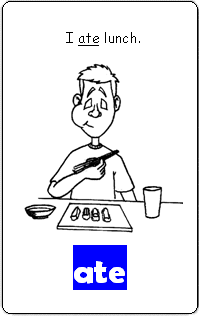 I ate lunch.
ate